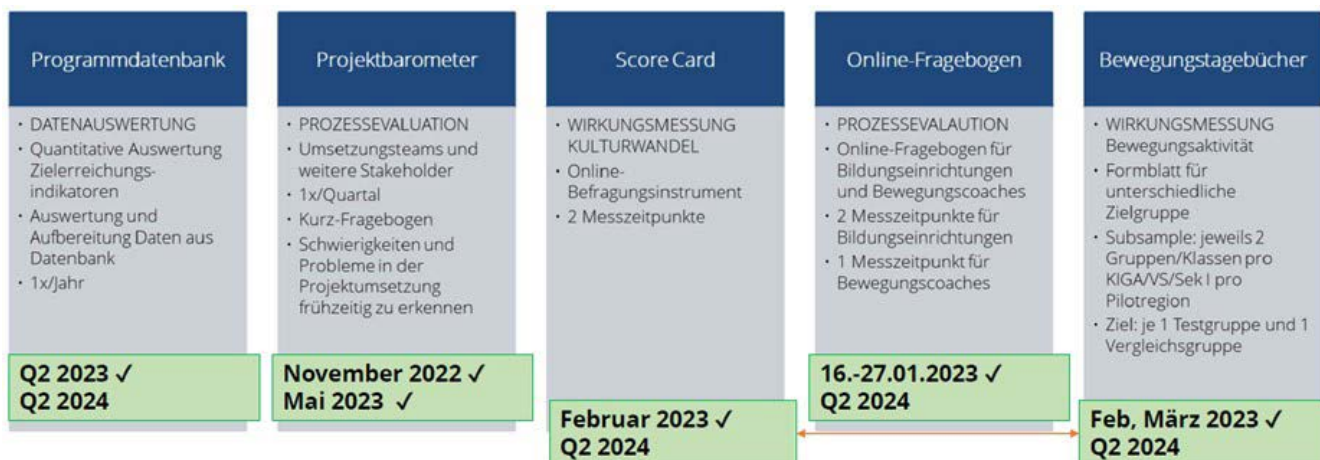 Programmdatenbank
• DATENAUSWERTUNG
• Quantitative Auswertung
Zielerreichungs-
indikatoren
• Auswertung und
Aufbereitung Daten aus
Datenbank
• 1x/Jahr
Q2 2023 ✓
Q2 2024
Projektbarometer
• PROZESSEVALUATION
• Umsetzungsteams und
weitere Stakeholder
• 1x/Quartal
• Kurz-Fragebogen
• Schwierigkeiten und
Probleme in der
Projektumsetzung
frühzeitig zu erkennen
November 2022 ✓
Mai 2023 ✓
Score Card
• WIRKUNGSMESSUNG
KULTURWANDEL
• Online-
Befragungsinstrument
• 2 Messzeitpunkte
Februar 2023 ✓
Q2 2024
Online-Fragebogen
• PROZESSEVALAUTION
• Online-Fragebogen für
Bildungseinrichtungen
und Bewegungscoaches
• 2 Messzeitpunkte für
Bildungseinrichtungen
• 1 Messzeitpunkt für
Bewegungscoaches
16.-27.01.2023 ✓
Q2 2024
Bewegungstagebücher
• WIRKUNGSMESSUNG
Bewegungsaktivität
• Formblatt für
unterschiedliche
Zielgruppe
• Subsample: jeweils 2
Gruppen/Klassen pro
KIGA/VS/Sek I pro
Pilotregion
• Ziel: je 1 Testgruppe und 1
Vergleichsgruppe
Feb, März 2023 ✓
Q2 2024